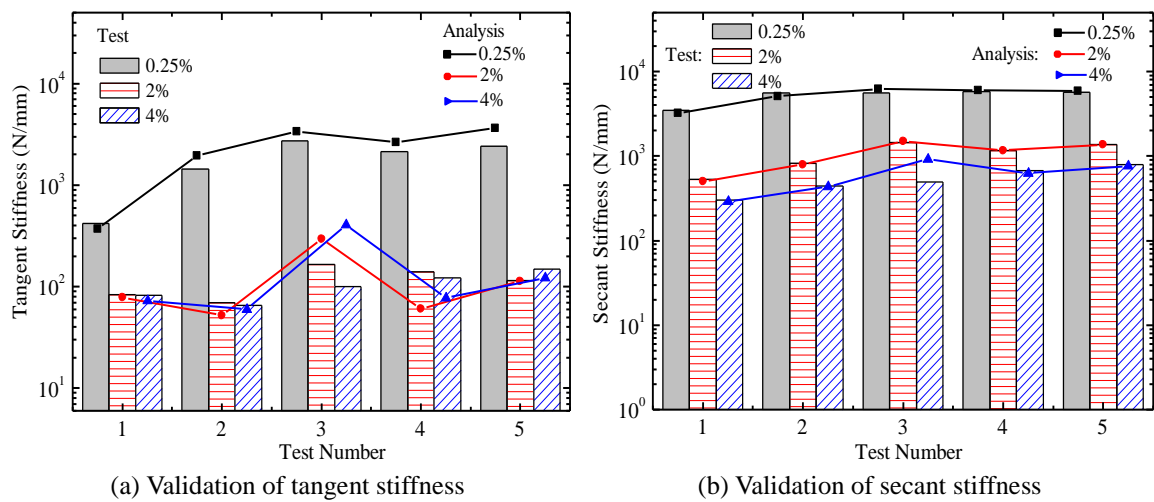 Test
0.25%
2%
4%
Analysis
0.25%
2%
4%
Tangent Stiffness (N/mm)
10^4
10^3
10^2
10^1
1 2 3 4 5
Test Number
(a) Validation of tangent stiffness
Test:
0.25%
2%
4%
Analysis:
0.25%
2%
4%
Secant Stiffness (N/mm)
10^5
10^4
10^3
10^2
10^1
10^0
1 2 3 4 5
Test Number
(b) Validation of secant stiffness